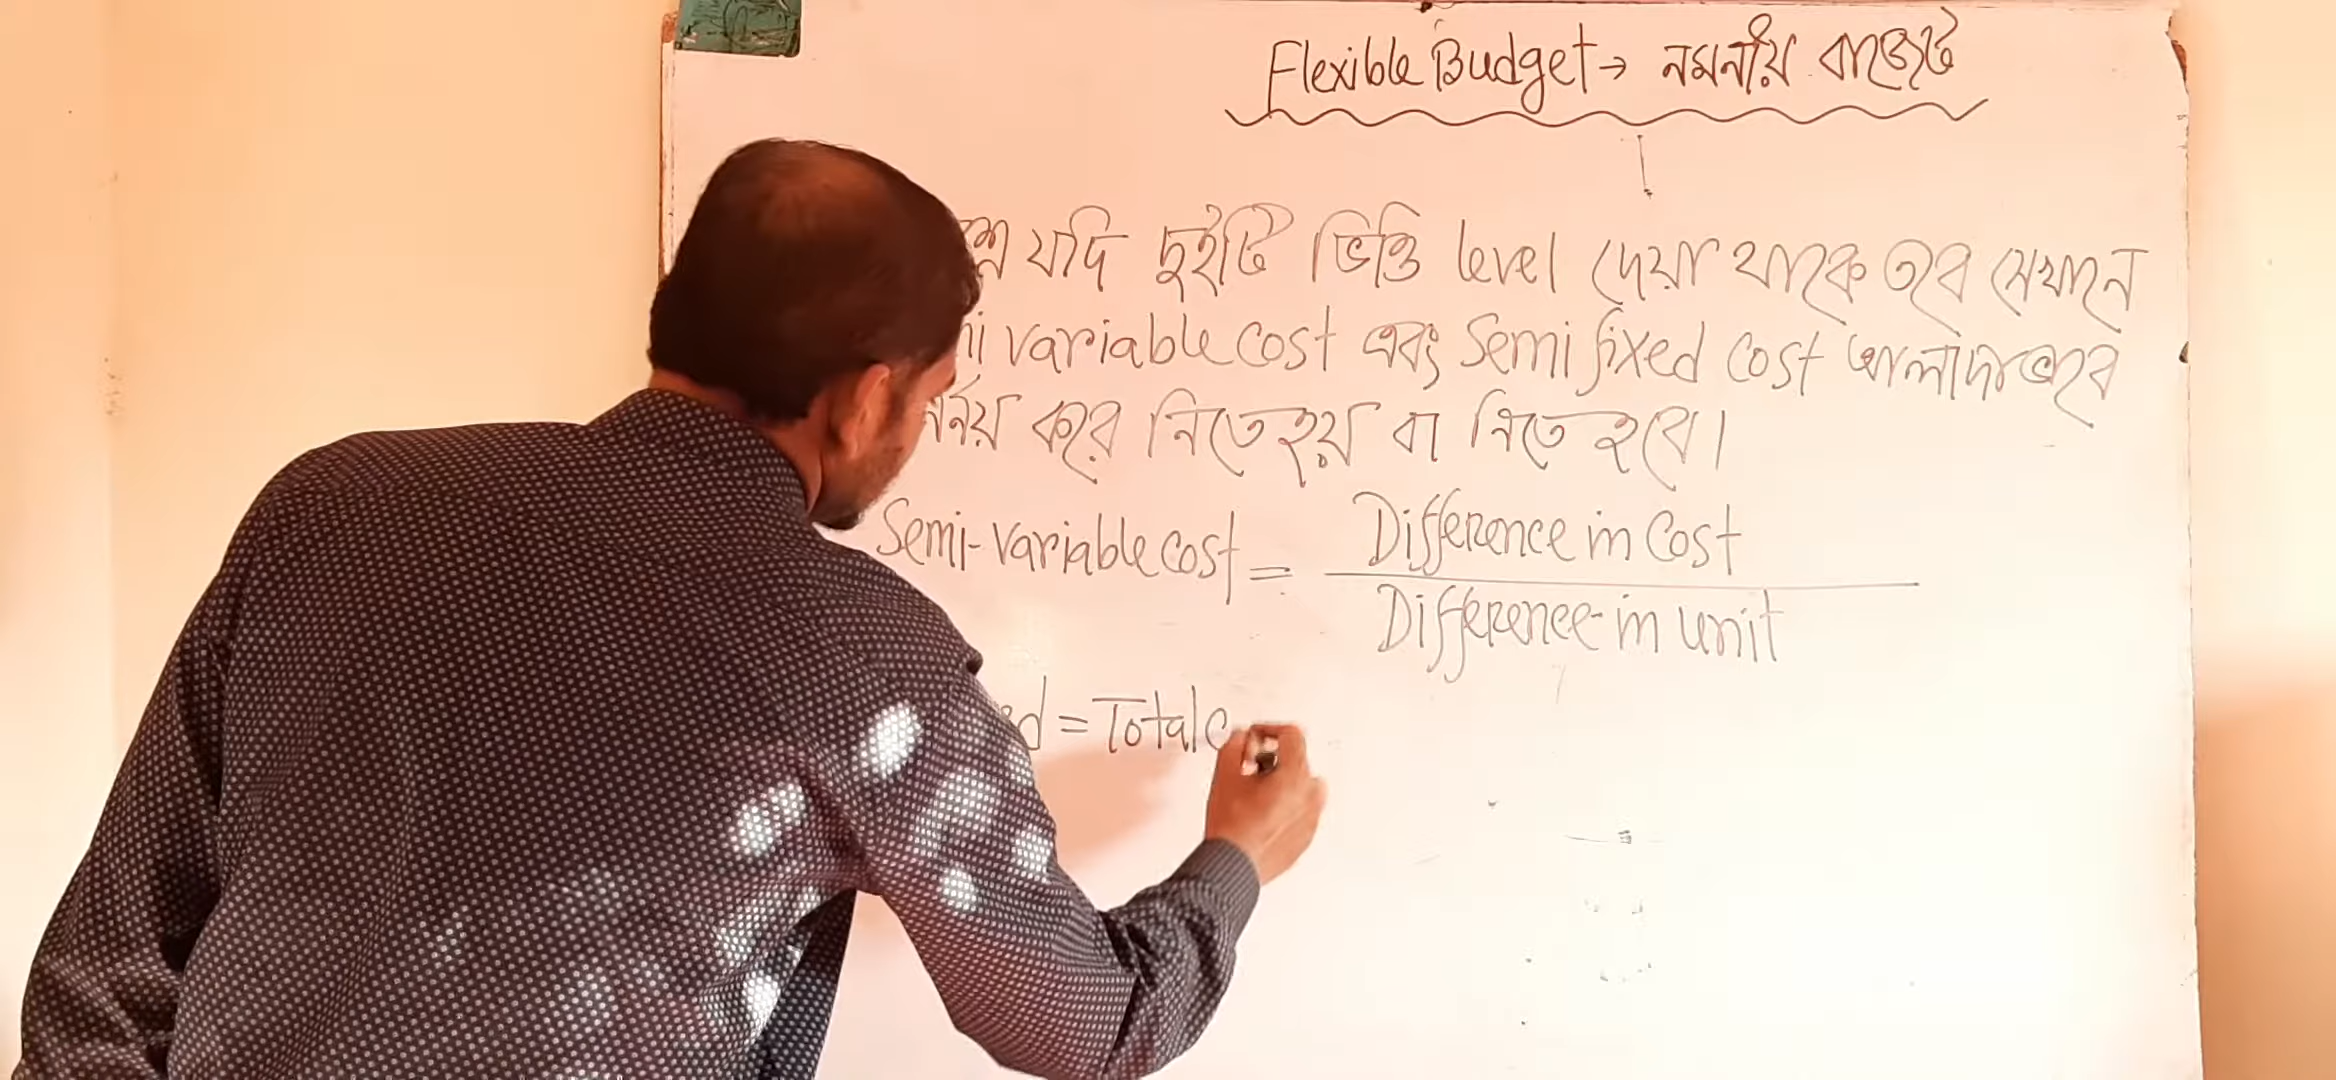 Flexible Budget → নমনীয় বাজেট
যদি দুইটি ভিত্তি level দেয়া থাকে তবে সেখানে
variable cost এবং Semi fixed cost আলাদাভাবে
করে নিতে হয় বা নিতে হবে।
Semi-variable cost = Difference in Cost
Difference in unit
= Total c